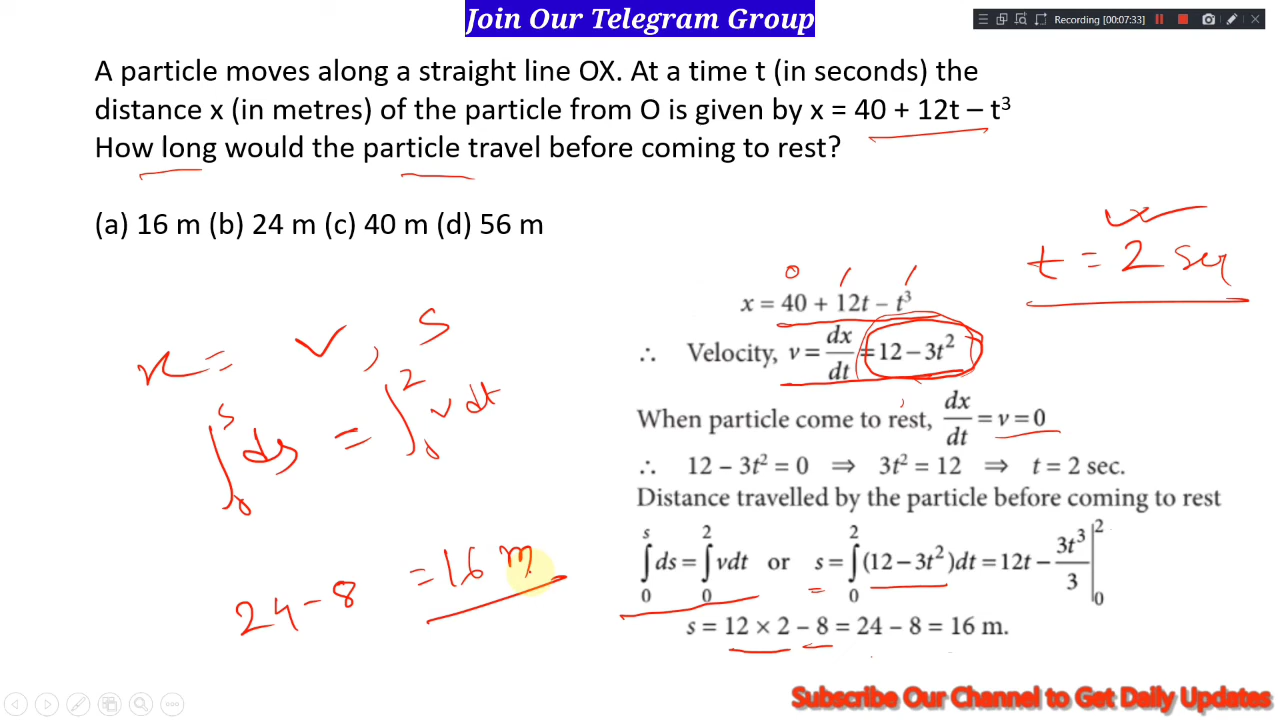 Join Our Telegram Group
Recording [00:07:33]
A particle moves along a straight line OX. At a time t (in seconds) the
distance x (in metres) of the particle from O is given by x = 40 + 12t – t³
How long would the particle travel before coming to rest?
(a) 16 m (b) 24 m (c) 40 m (d) 56 m
t = 2 sec
0 / /
x = 40 + 12t − t³
x = v, s
∴ Velocity, v = dx/dt = 12 − 3t²
∫₀ˢ ds = ∫₀² v dt
When particle come to rest, dx/dt = v = 0
∴ 12 − 3t² = 0 ⇒ 3t² = 12 ⇒ t = 2 sec.
Distance travelled by the particle before coming to rest
∫₀ˢ ds = ∫₀² vdt or s = ∫₀² (12 − 3t²)dt = 12t − 3t³/3 |₀²
24 - 8 = 16 m
s = 12 × 2 − 8 = 24 − 8 = 16 m.
Subscribe Our Channel to Get Daily Updates